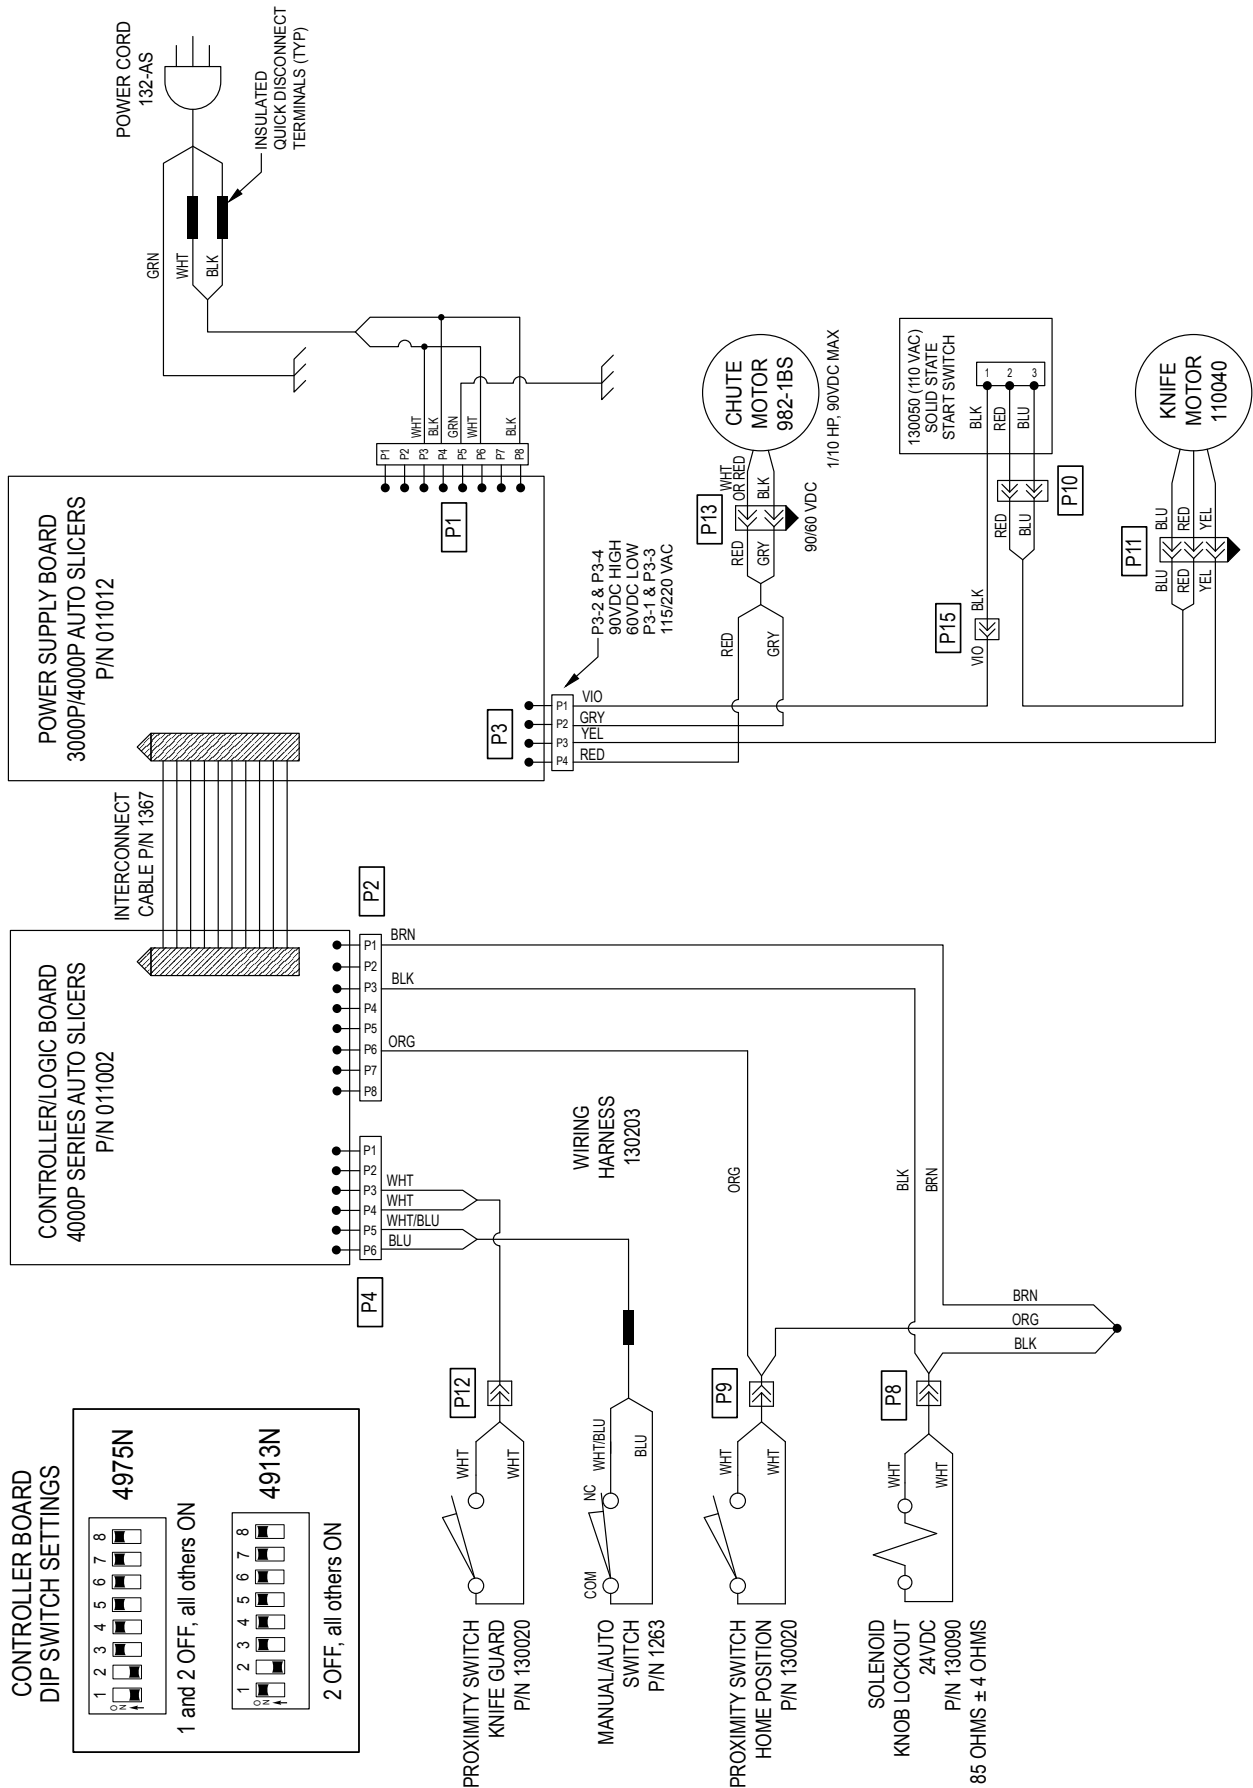 CONTROLLER BOARD
DIP SWITCH SETTINGS
1 2 3 4 5 6 7 8
ON
4975N
1 and 2 OFF, all others ON
1 2 3 4 5 6 7 8
ON
4913N
2 OFF, all others ON
CONTROLLER/LOGIC BOARD
4000P SERIES AUTO SLICERS
P/N 011002
INTERCONNECT
CABLE P/N 1367
POWER SUPPLY BOARD
3000P/4000P AUTO SLICERS
P/N 011012
POWER CORD
132-AS
INSULATED
QUICK DISCONNECT
TERMINALS (TYP)
GRN
WHT
BLK
P4
P1
P2
P3
P4
P5
P6
WHT
WHT
WHT/BLU
BLU
P2
P1
P2
P3
P4
P5
P6
P7
P8
BRN
BLK
ORG
P3
P1
P2
P3
P4
VIO
GRY
YEL
RED
P3-2 & P3-4
90VDC HIGH
60VDC LOW
P3-1 & P3-3
115/220 VAC
P1
P1
P2
P3
P4
P5
P6
P7
P8
WHT
BLK
GRN
WHT
BLK
WIRING
HARNESS
130203
PROXIMITY SWITCH
KNIFE GUARD
P/N 130020
WHT
WHT
P12
MANUAL/AUTO
SWITCH
P/N 1263
COM
NC
WHT/BLU
BLU
PROXIMITY SWITCH
HOME POSITION
P/N 130020
WHT
WHT
P9
ORG
SOLENOID
KNOB LOCKOUT
24VDC
P/N 130090
85 OHMS ± 4 OHMS
WHT
WHT
P8
BLK
BRN
BRN
ORG
BLK
RED
GRY
RED
GRY
P13
WHT
OR RED
BLK
90/60 VDC
CHUTE
MOTOR
982-1BS
1/10 HP, 90VDC MAX
P15
VIO
BLK
RED
BLU
P10
BLK
RED
BLU
1
2
3
130050 (110 VAC)
SOLID STATE
START SWITCH
P11
BLU
RED
YEL
BLU
RED
YEL
KNIFE
MOTOR
110040